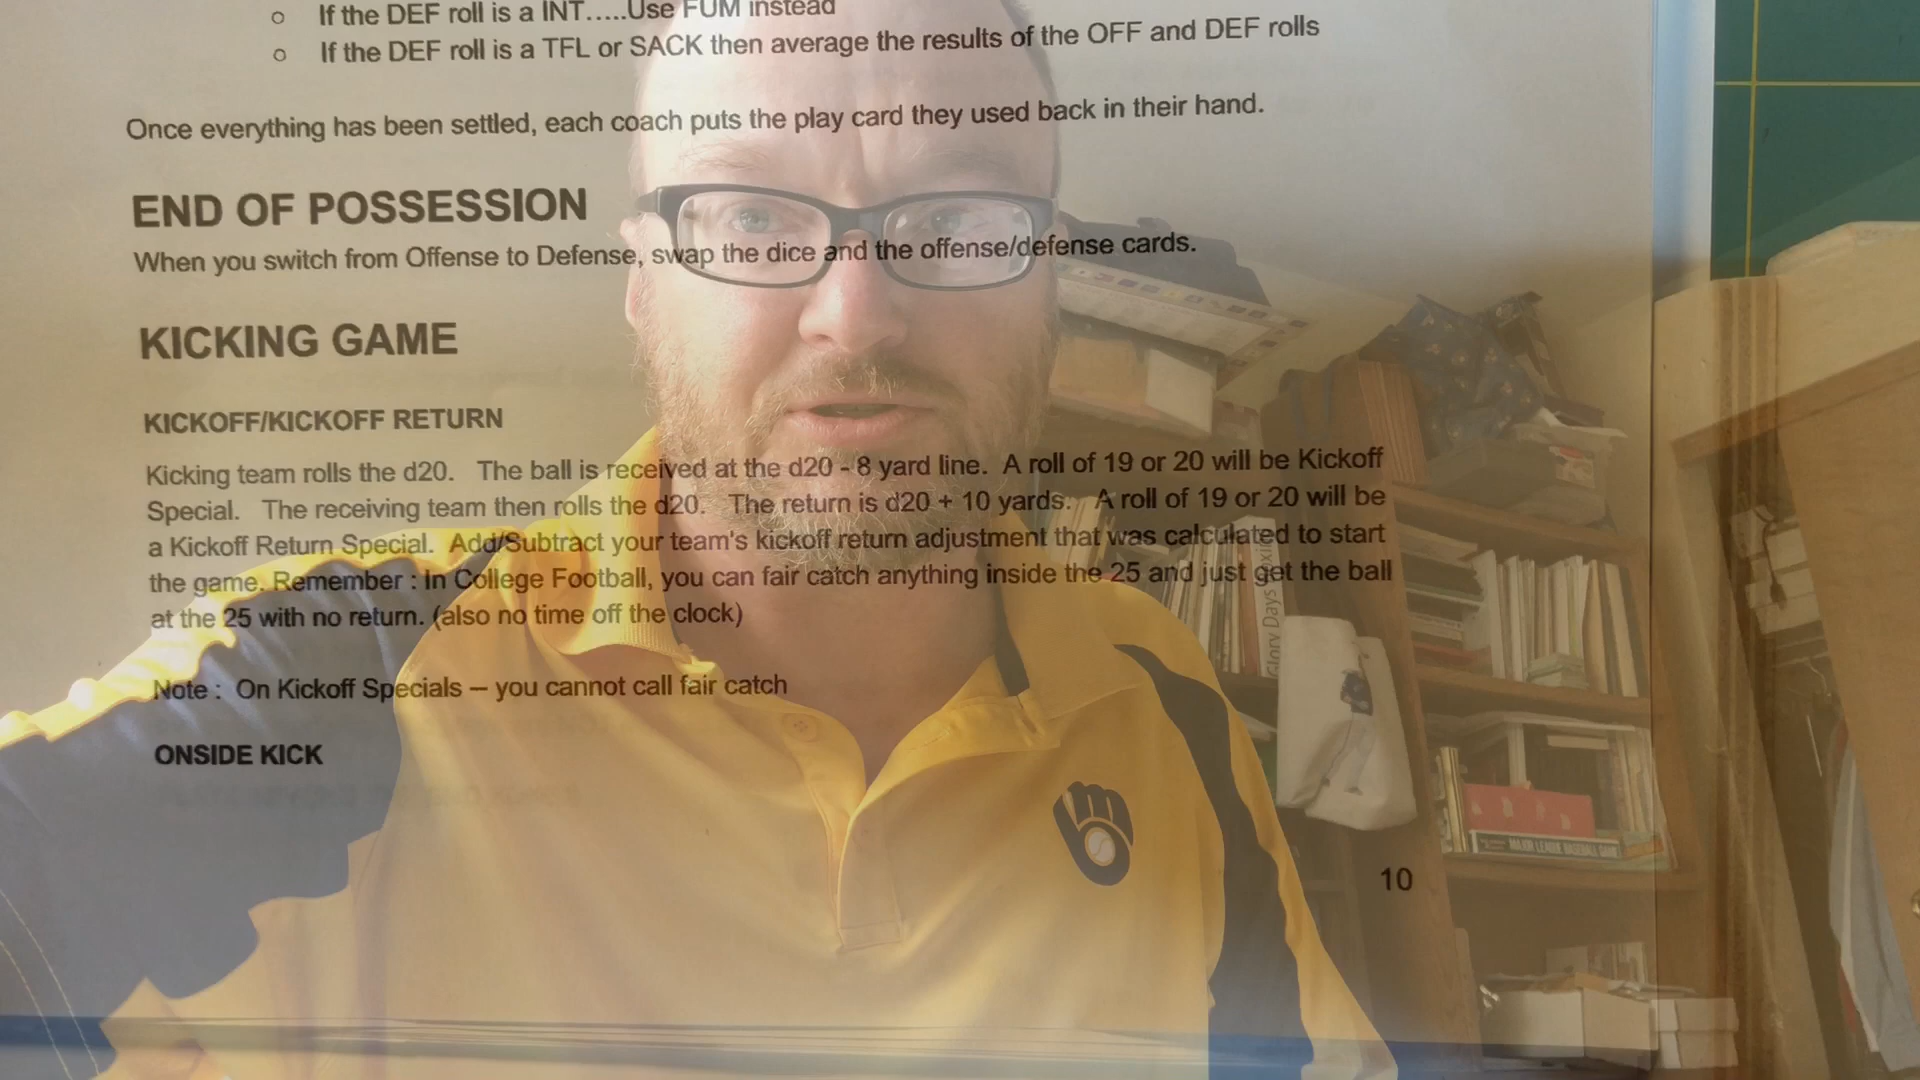 o If the DEF roll is a INT.....Use FUM instead
o If the DEF roll is a TFL or SACK then average the results of the OFF and DEF rolls
Once everything has been settled, each coach puts the play card they used back in their hand.
END OF POSSESSION
When you switch from Offense to Defense, swap the dice and the offense/defense cards.
KICKING GAME
KICKOFF/KICKOFF RETURN
Kicking team rolls the d20. The ball is received at the d20 - 8 yard line. A roll of 19 or 20 will be Kickoff
Special. The receiving team then rolls the d20. The return is d20 + 10 yards. A roll of 19 or 20 will be
a Kickoff Return Special. Add/Subtract your team's kickoff return adjustment that was calculated to start
the game. Remember : In College Football, you can fair catch anything inside the 25 and just get the ball
at the 25 with no return. (also no time off the clock)
Note : On Kickoff Specials – you cannot call fair catch
ONSIDE KICK
10
Glory Days
MAJOR LEAGUE BASEBALL GAME